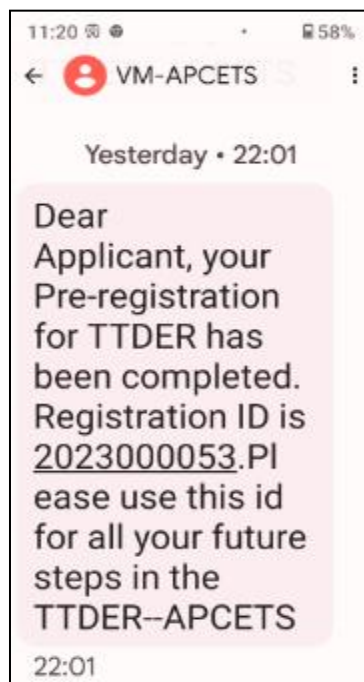 11:20 58%
VM-APCETS
Yesterday • 22:01
Dear
Applicant, your
Pre-registration
for TTDER has
been completed.
Registration ID is
2023000053.Pl
ease use this id
for all your future
steps in the
TTDER--APCETS
22:01